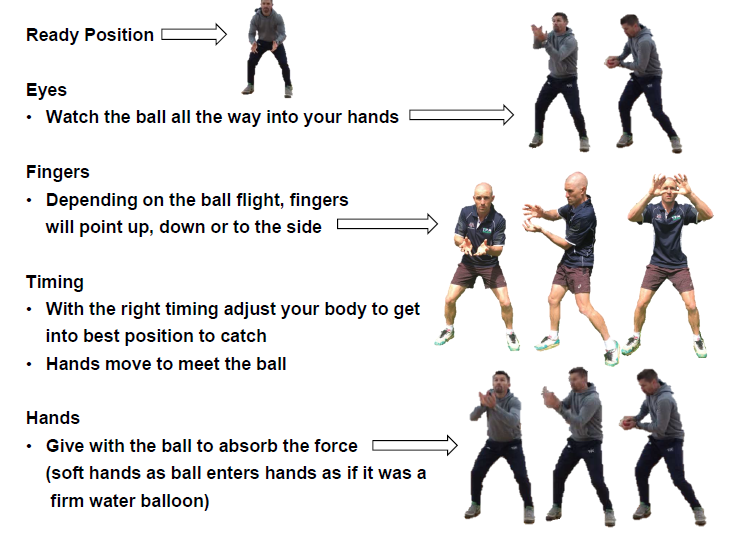 Ready Position
Eyes
• Watch the ball all the way into your hands
Fingers
• Depending on the ball flight, fingers
will point up, down or to the side
Timing
• With the right timing adjust your body to get
into best position to catch
• Hands move to meet the ball
Hands
• Give with the ball to absorb the force
(soft hands as ball enters hands as if it was a
firm water balloon)